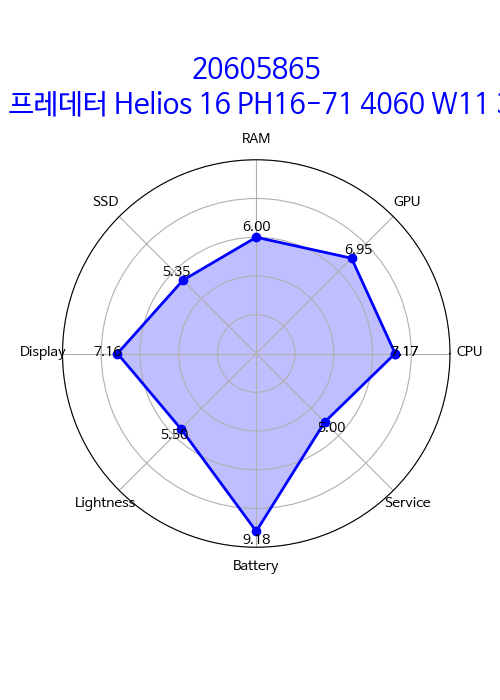 20605865
프레데터 Helios 16 PH16-71 4060 W11
RAM
SSD
GPU
6.00
6.95
5.35
Display
7.16
7.17
CPU
5.50
5.00
Lightness
Service
9.18
Battery